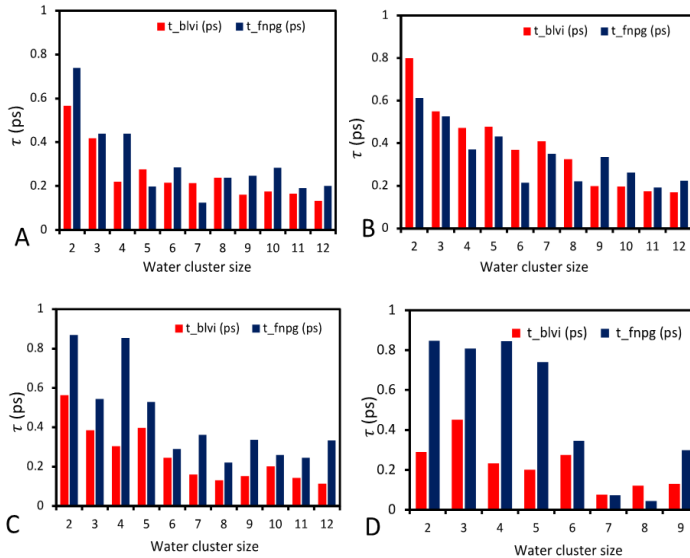 1
t_blvi (ps) t_fnpg (ps)
0.8
0.6
τ (ps)
0.4
0.2
0
2 3 4 5 6 7 8 9 10 11 12
Water cluster size
A
1
t_blvi (ps) t_fnpg (ps)
0.8
0.6
τ (ps)
0.4
0.2
0
2 3 4 5 6 7 8 9 10 11 12
Water cluster size
B
1
t_blvi (ps) t_fnpg (ps)
0.8
0.6
τ (ps)
0.4
0.2
0
2 3 4 5 6 7 8 9 10 11 12
Water cluster size
C
1
t_blvi (ps) t_fnpg (ps)
0.8
0.6
τ (ps)
0.4
0.2
0
2 3 4 5 6 7 8 9
Water cluster size
D